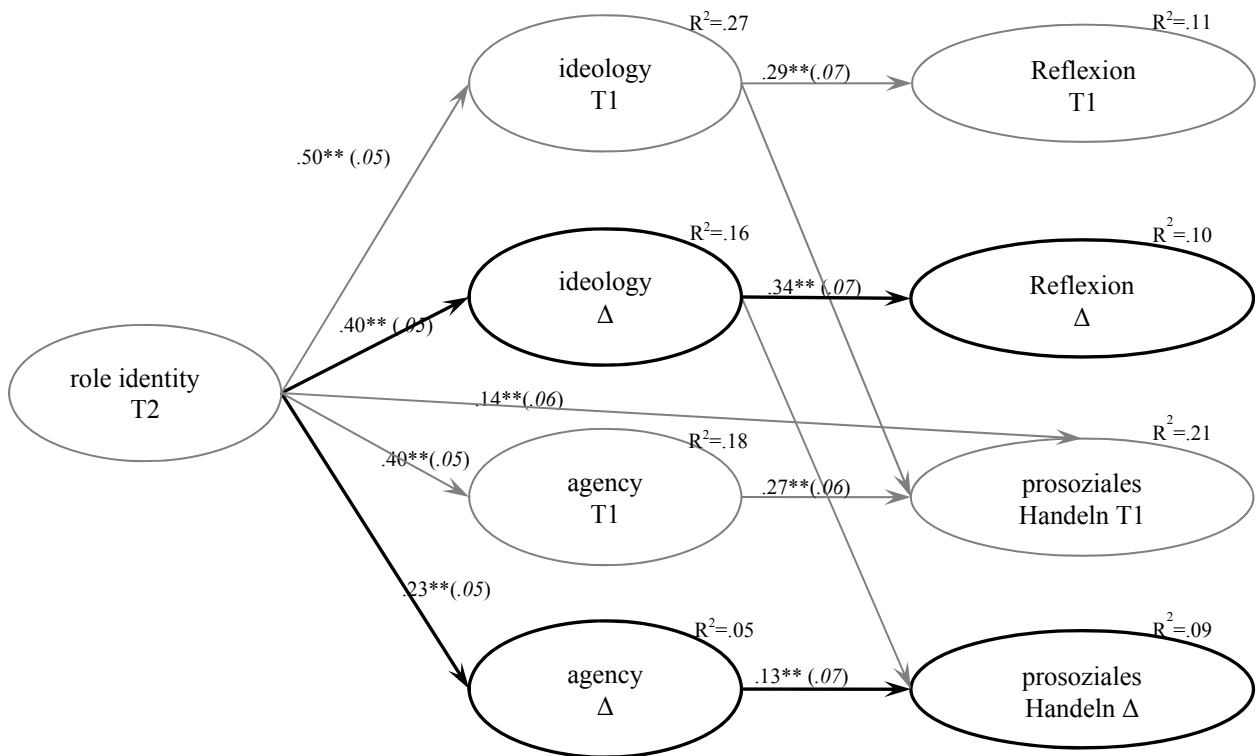 R²=.27
R²=.11
ideology
T1
.29**(.07)
Reflexion
T1
.50** (.05)
R²=.16
R²=.10
ideology
Δ
.34** (.07)
Reflexion
Δ
.40** (.05)
role identity
T2
.14**(.06)
R²=.18
R²=.21
.40**(.05)
agency
T1
.27**(.06)
prosoziales
Handeln T1
.23**(.05)
R²=.05
R²=.09
agency
Δ
.13** (.07)
prosoziales
Handeln Δ